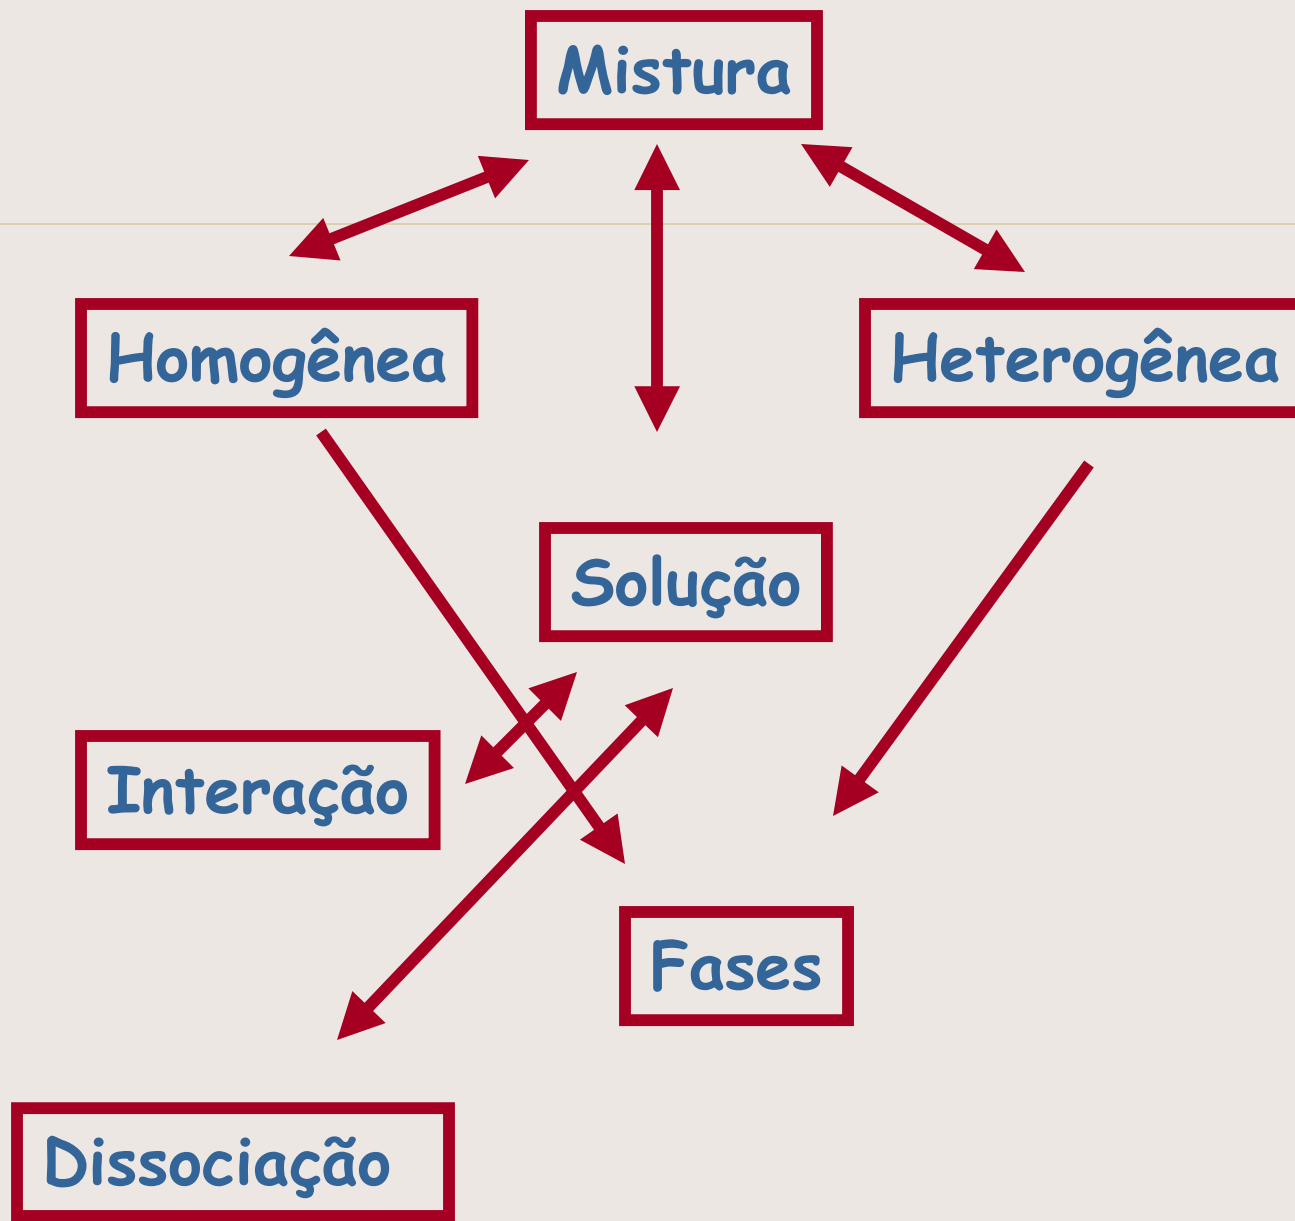 Mistura
Homogênea
Heterogênea
Solução
Interação
Fases
Dissociação